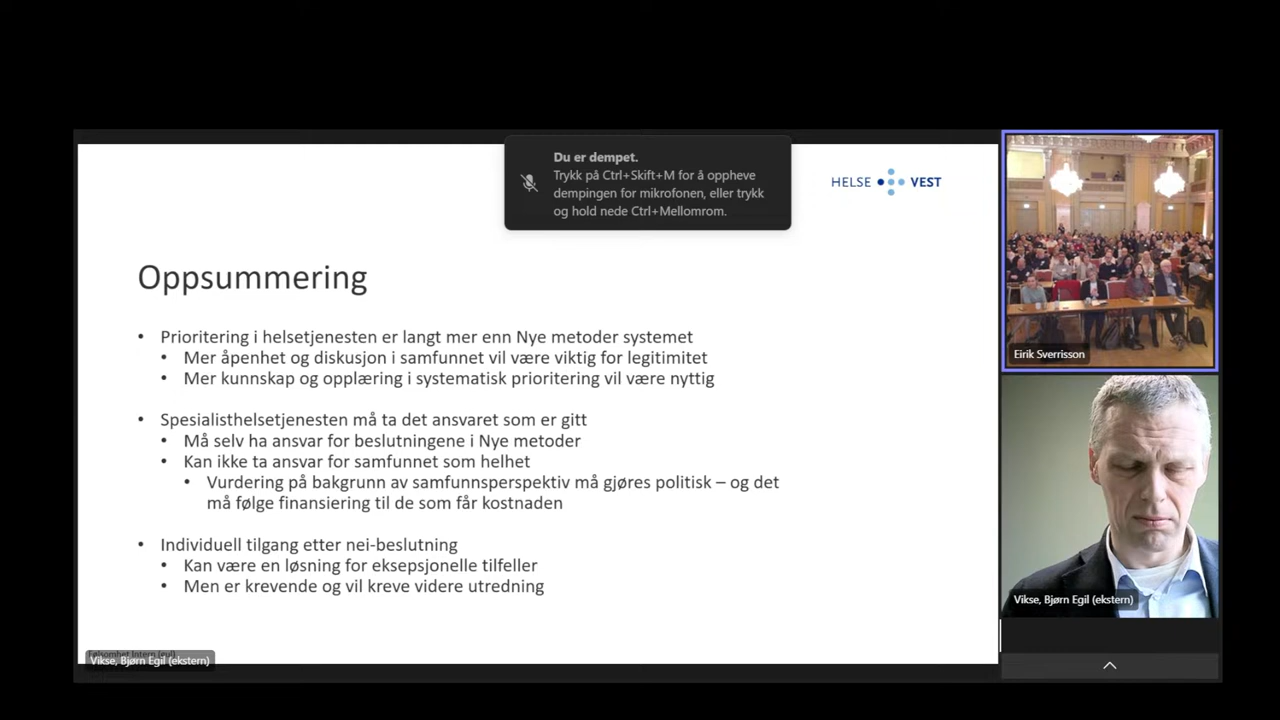 Du er dempet.
Trykk på Ctrl+Skift+M for å oppheve
dempingen for mikrofonen, eller trykk
og hold nede Ctrl+Mellomrom.
HELSE VEST
Oppsummering
• Prioritering i helsetjenesten er langt mer enn Nye metoder systemet
• Mer åpenhet og diskusjon i samfunnet vil være viktig for legitimitet
• Mer kunnskap og opplæring i systematisk prioritering vil være nyttig
• Spesialisthelsetjenesten må ta det ansvaret som er gitt
• Må selv ha ansvar for beslutningene i Nye metoder
• Kan ikke ta ansvar for samfunnet som helhet
• Vurdering på bakgrunn av samfunnsperspektiv må gjøres politisk – og det
må følge finansiering til de som får kostnaden
• Individuell tilgang etter nei-beslutning
• Kan være en løsning for eksepsjonelle tilfeller
• Men er krevende og vil kreve videre utredning
Følsomhet Intern (gul)
Vikse, Bjørn Egil (ekstern)
Eirik Sverrisson
Vikse, Bjørn Egil (ekstern)